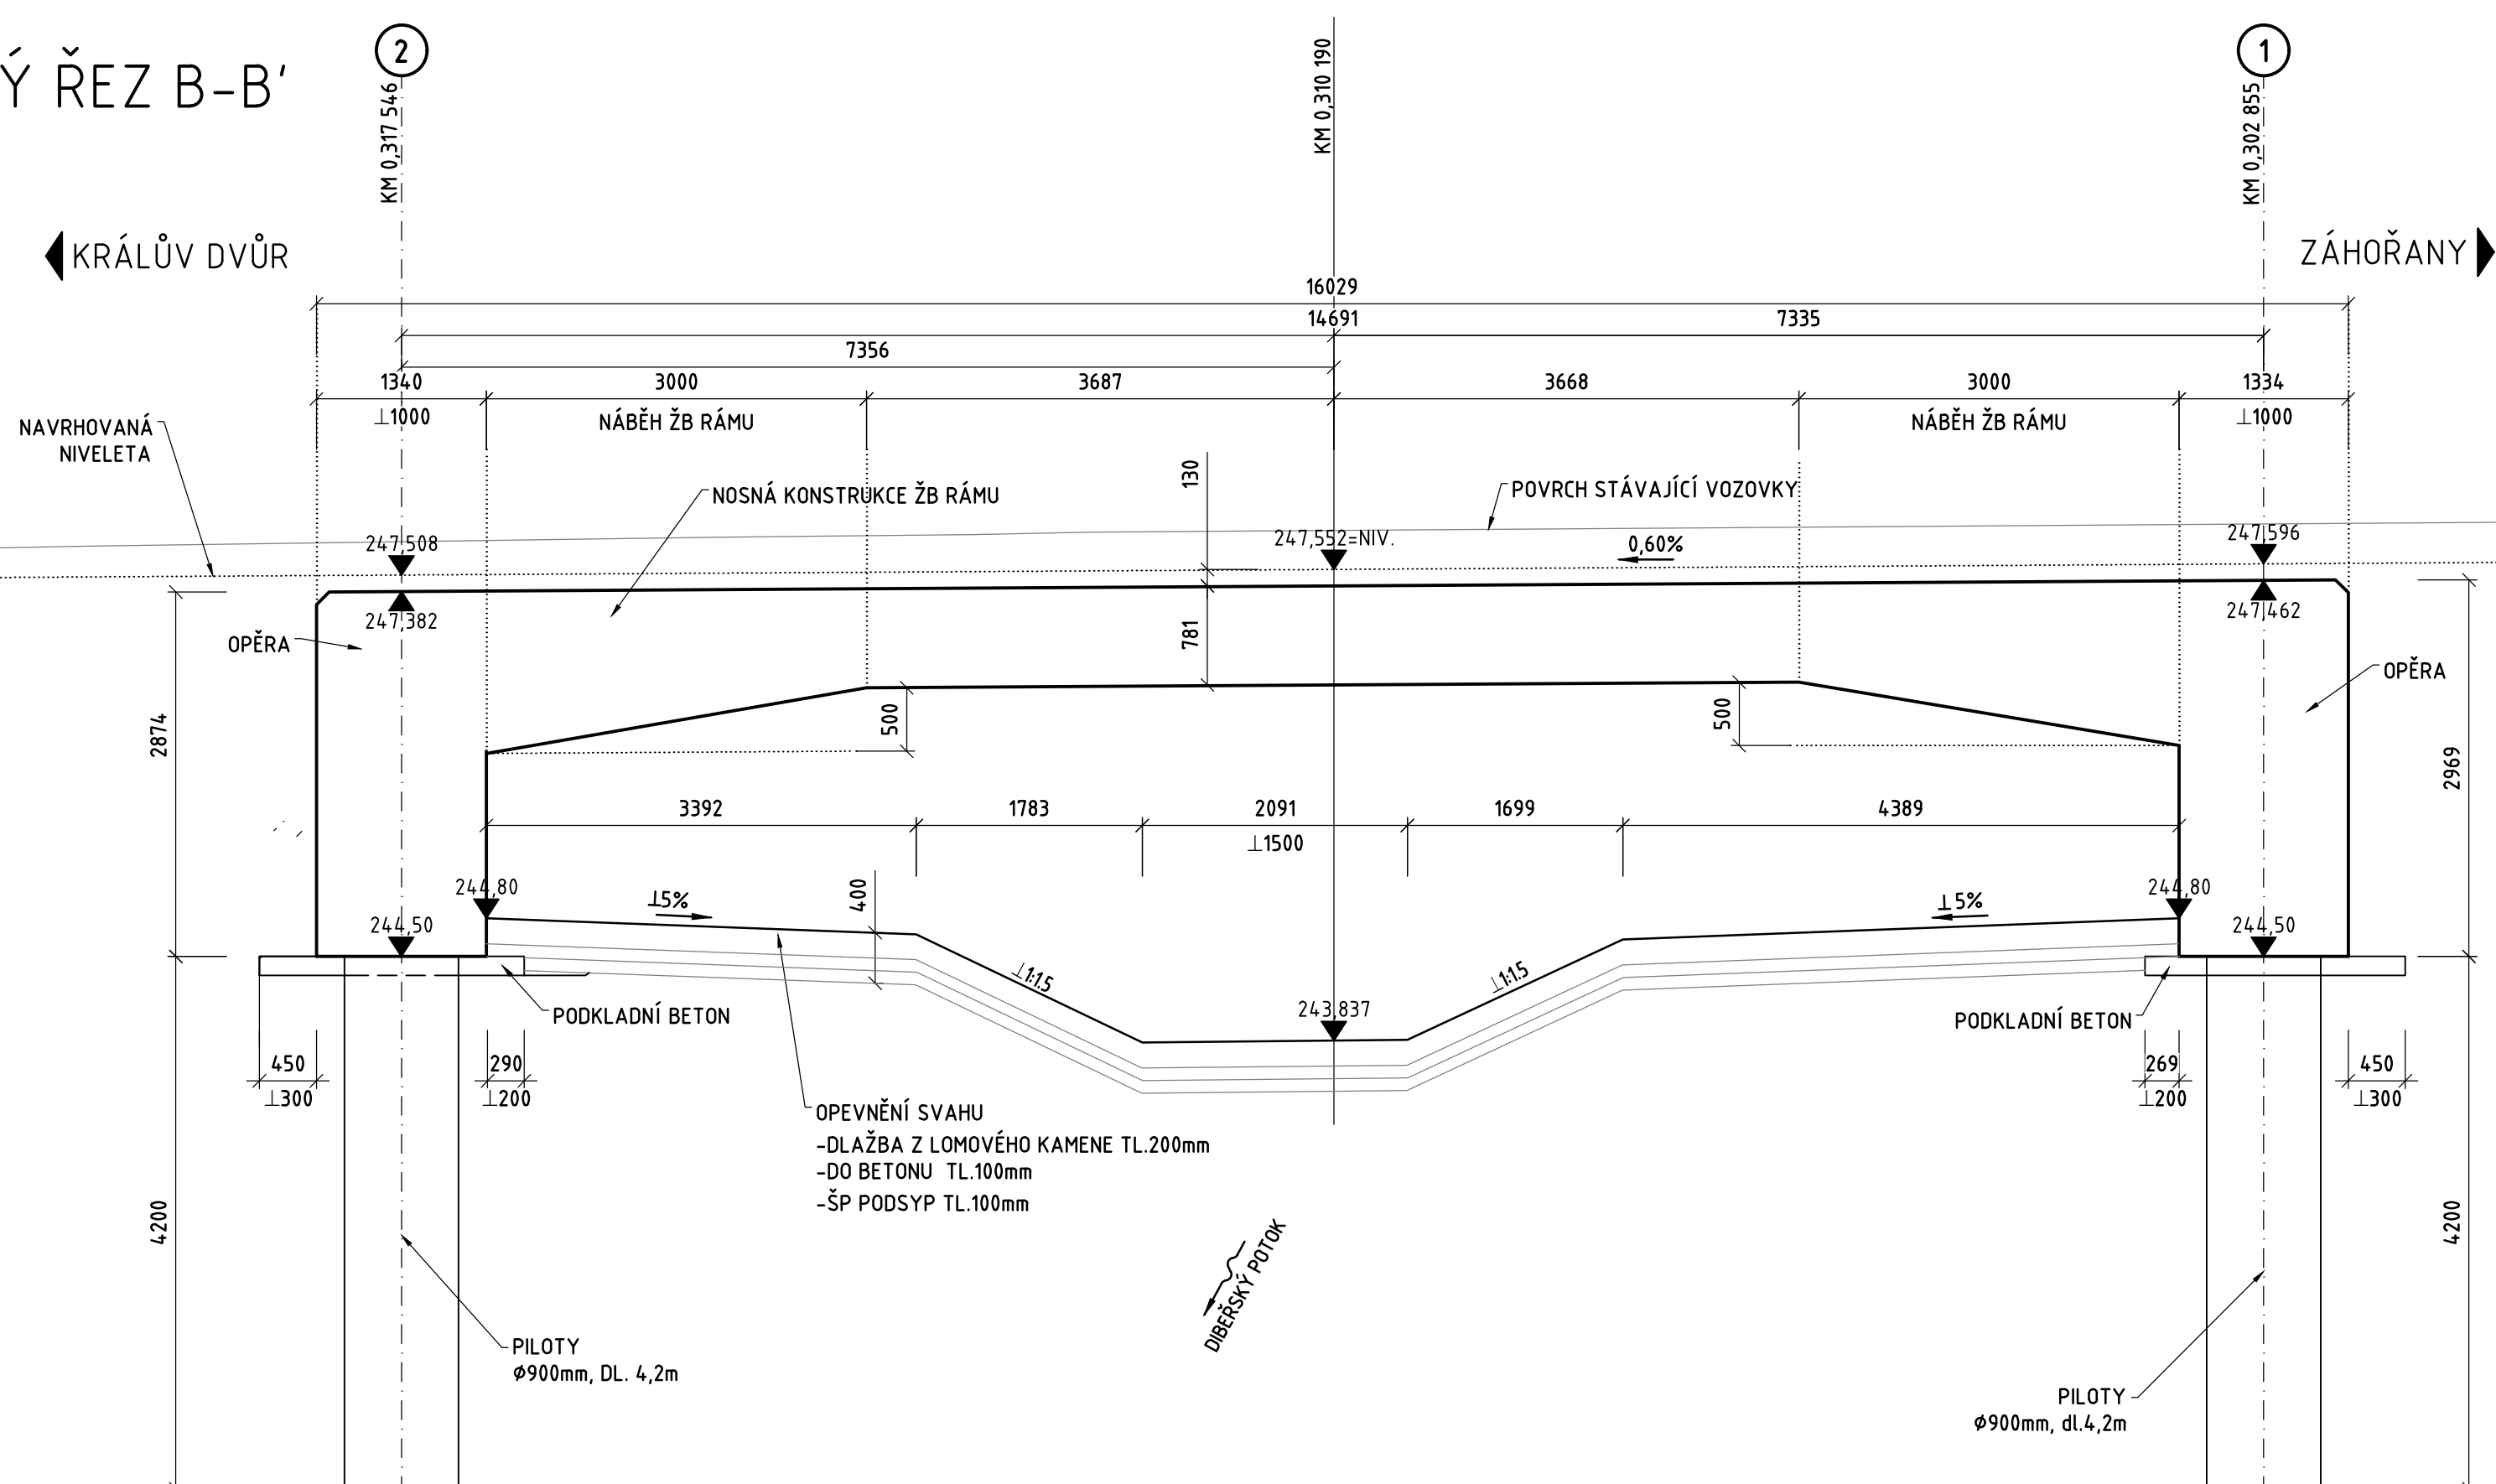 2
1
KM 0,317 546
KM 0,310 190
KM 0,302 855
Ý ŘEZ B-B'
KRÁLŮV DVŮR
ZÁHOŘANY
16029
14691
7335
7356
1340
3000
3687
3668
3000
1334
⊥1000
NÁBĚH ŽB RÁMU
NÁBĚH ŽB RÁMU
⊥1000
NAVRHOVANÁ
NIVELETA
NOSNÁ KONSTRUKCE ŽB RÁMU
130
POVRCH STÁVAJÍCÍ VOZOVKY
247,508
247,552=NIV.
0,60%
247,596
247,382
247,462
781
OPĚRA
OPĚRA
2874
500
500
2969
3392
1783
2091
1699
4389
⊥1500
244,80
⊥5%
400
⊥5%
244,80
244,50
244,50
⊥1:1.5
⊥1:1.5
243,837
PODKLADNÍ BETON
PODKLADNÍ BETON
450
290
269
450
⊥300
⊥200
⊥200
⊥300
OPEVNĚNÍ SVAHU
-DLAŽBA Z LOMOVÉHO KAMENE TL.200mm
-DO BETONU TL.100mm
-ŠP PODSYP TL.100mm
4200
4200
DIBEŘSKÝ POTOK
PILOTY
ϕ900mm, DL. 4,2m
PILOTY
ϕ900mm, dl.4,2m